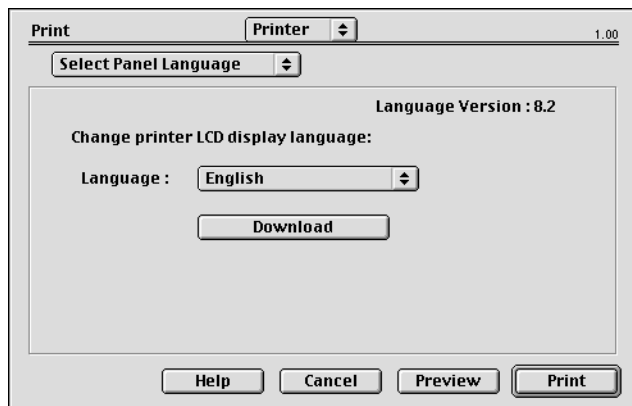 Print Printer 1.00
Select Panel Language
Language Version : 8.2
Change printer LCD display language:
Language : English
Download
Help Cancel Preview Print